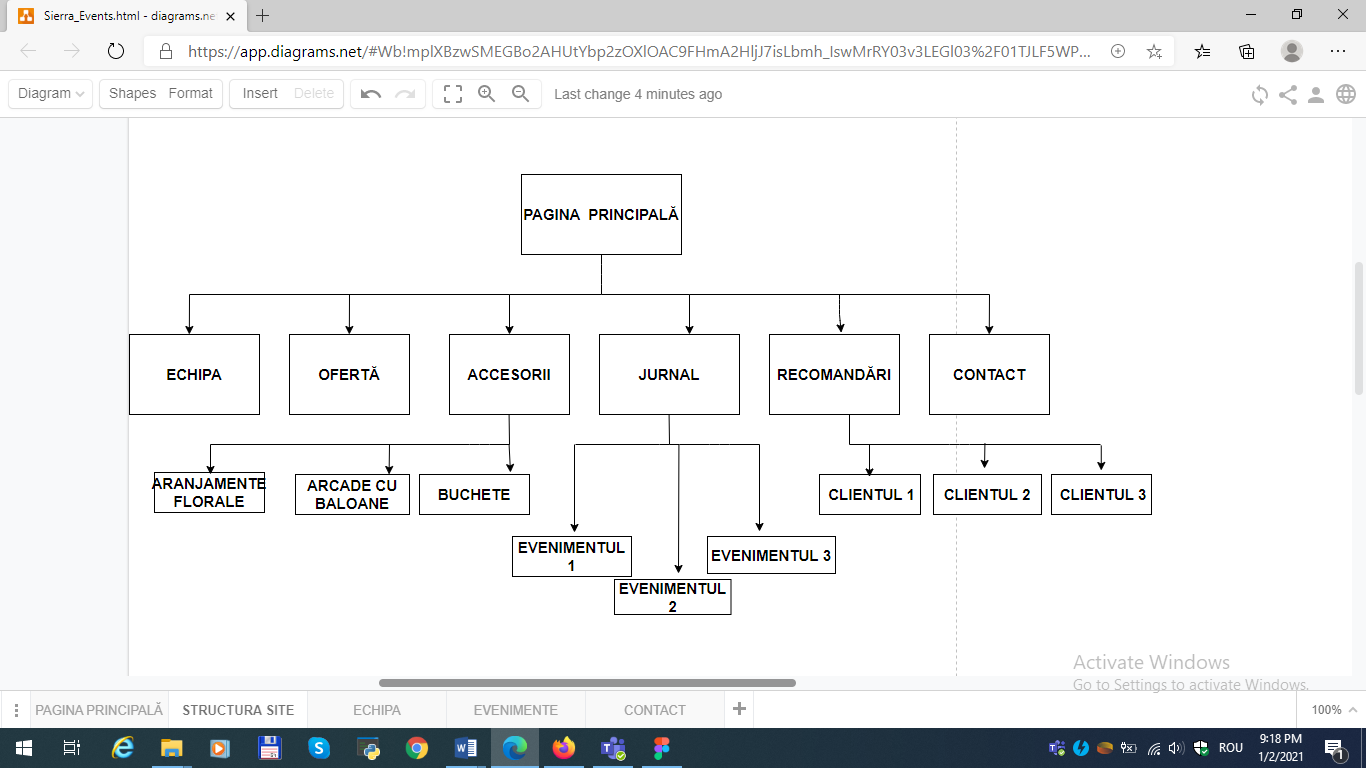 Sierra_Events.html - diagrams.ne
https://app.diagrams.net/#Wb!mplXBzwSMEGBo2AHUtYbp2zOXlOAC9FHmA2HljJ7isLbmh_IswMrRY03v3LEGl03%2F01TJLF5WP...
Diagram Shapes Format Insert Delete Last change 4 minutes ago
PAGINA PRINCIPALĂ
ECHIPA OFERTĂ ACCESORII JURNAL RECOMANDĂRI CONTACT
ARANJAMENTE
FLORALE
ARCADE CU
BALOANE
BUCHETE
CLIENTUL 1 CLIENTUL 2 CLIENTUL 3
EVENIMENTUL
1
EVENIMENTUL 3
EVENIMENTUL
2
Activate Windows
Go to Settings to activate Windows.
PAGINA PRINCIPALĂ STRUCTURA SITE ECHIPA EVENIMENTE CONTACT 100%
ROU
9:18 PM
1/2/2021
1